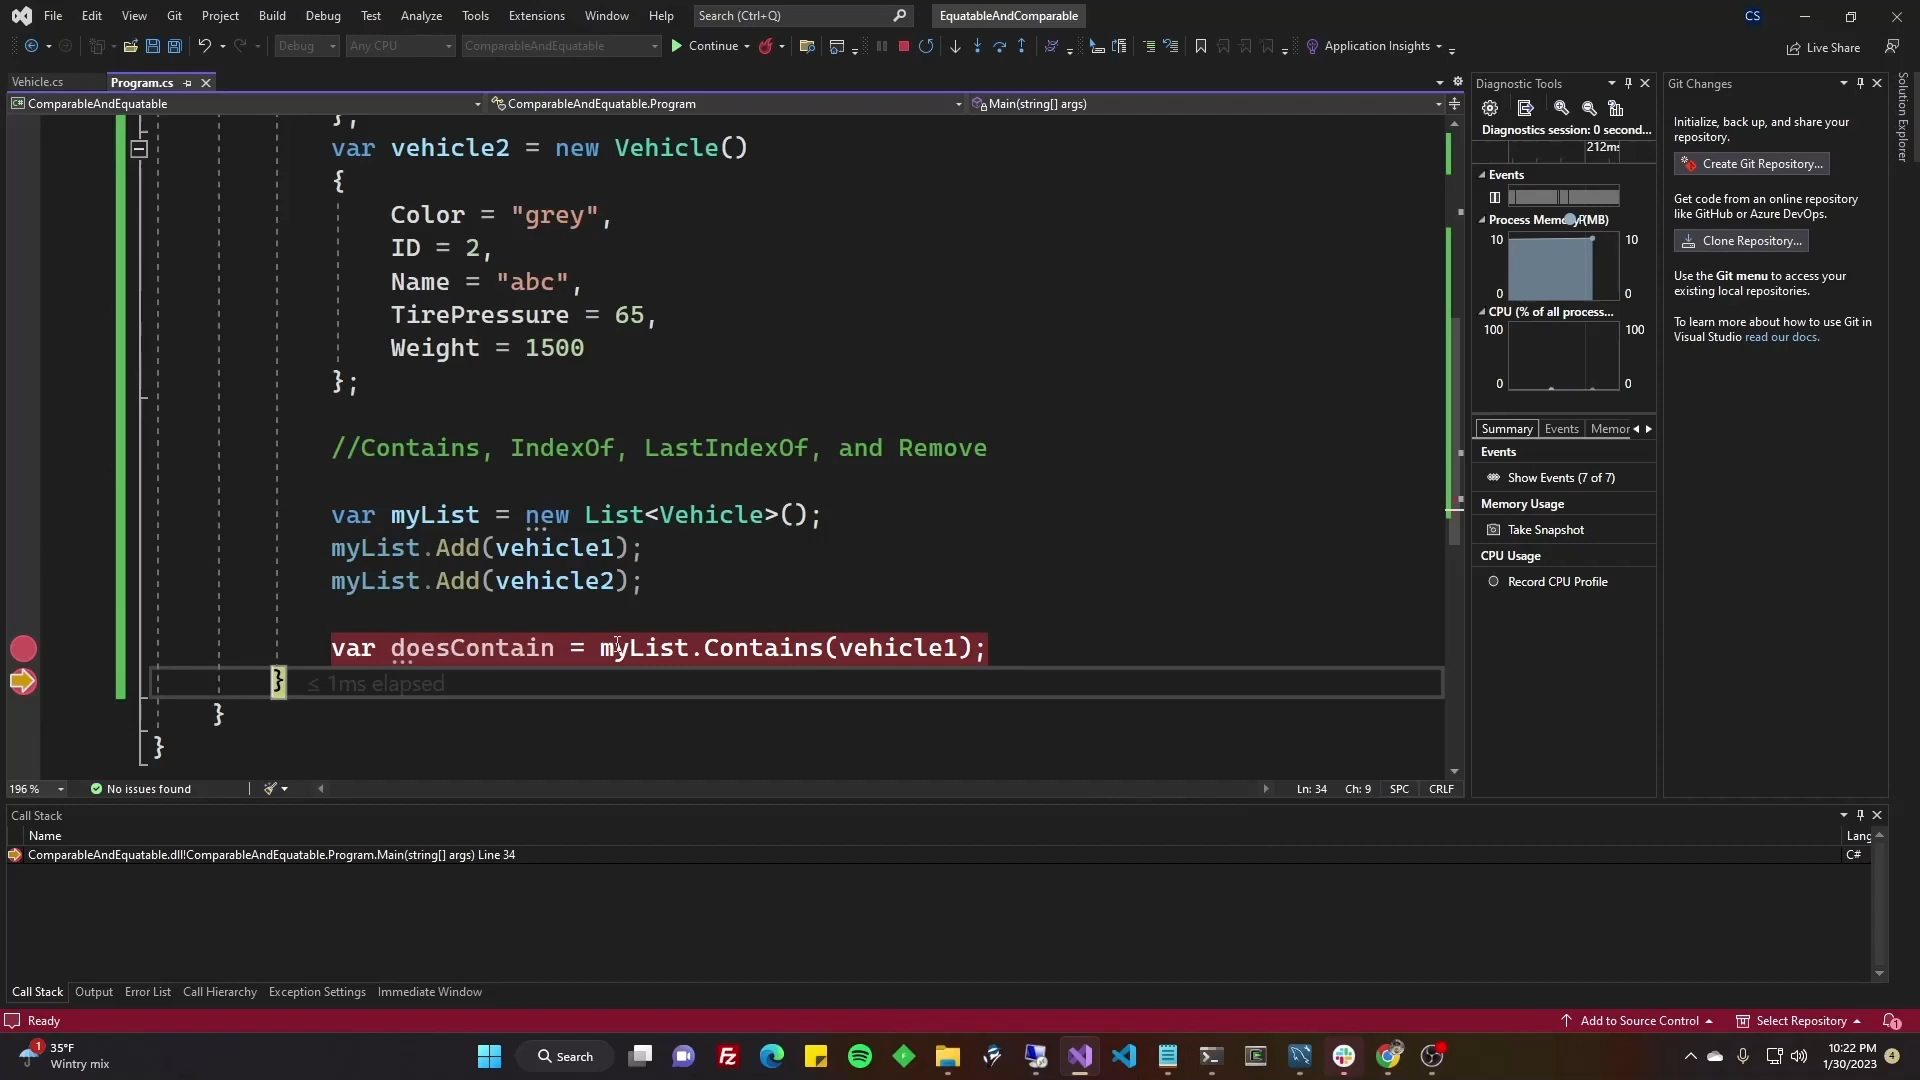 File Edit View Git Project Build Debug Test Analyze Tools Extensions Window Help Search (Ctrl+Q) EquatableAndComparable CS
Debug Any CPU ComparableAndEquatable Continue Application Insights Live Share
Vehicle.cs Program.cs
ComparableAndEquatable ComparableAndEquatable.Program Main(string[] args)
};
var vehicle2 = new Vehicle()
{
Color = "grey",
ID = 2,
Name = "abc",
TirePressure = 65,
Weight = 1500
};
//Contains, IndexOf, LastIndexOf, and Remove
var myList = new List<Vehicle>();
myList.Add(vehicle1);
myList.Add(vehicle2);
var doesContain = myList.Contains(vehicle1);
} ≤ 1ms elapsed
}
}
196 % No issues found Ln: 34 Ch: 9 SPC CRLF
Diagnostic Tools
Diagnostics session: 0 second...
212ms
Events
Process Memory (MB)
10 10
0 0
CPU (% of all process...
100 100
0 0
Summary Events Memor
Events
Show Events (7 of 7)
Memory Usage
Take Snapshot
CPU Usage
Record CPU Profile
Git Changes
Initialize, back up, and share your
repository.
Create Git Repository...
Get code from an online repository
like GitHub or Azure DevOps.
Clone Repository...
Use the Git menu to access your
existing local repositories.
To learn more about how to use Git in
Visual Studio read our docs.
Solution Explorer
Call Stack
Name Lang
ComparableAndEquatable.dll!ComparableAndEquatable.Program.Main(string[] args) Line 34 C#
Call Stack Output Error List Call Hierarchy Exception Settings Immediate Window
Ready Add to Source Control Select Repository 1
1 35°F
Wintry mix
Search
10:22 PM
1/30/2023 4